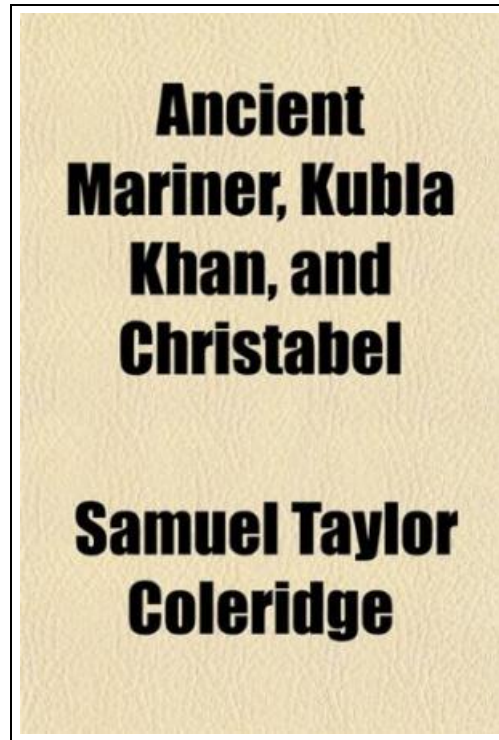 Ancient
Mariner, Kubla
Khan, and
Christabel
Samuel Taylor
Coleridge